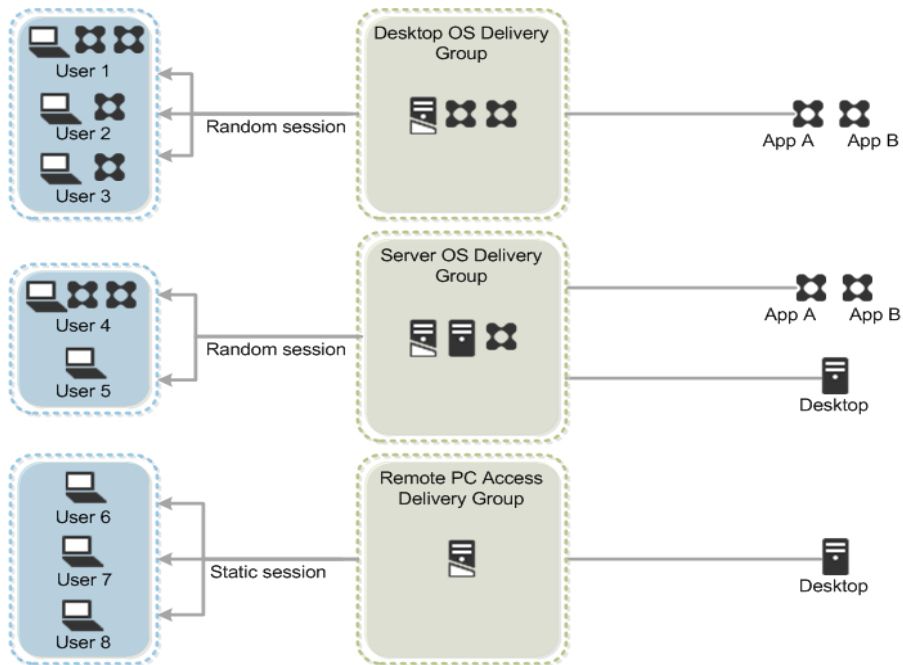 User 1
User 2
User 3
Random session
Desktop OS Delivery
Group
App A
App B
User 4
User 5
Random session
Server OS Delivery
Group
App A
App B
Desktop
User 6
User 7
User 8
Static session
Remote PC Access
Delivery Group
Desktop